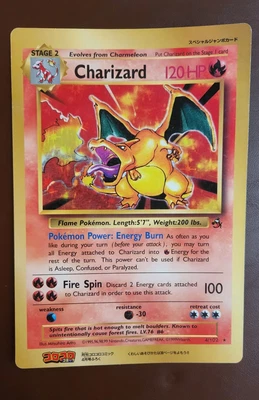 スペシャルジャンボカード
STAGE 2
Evolves from Charmeleon
Put Charizard on the Stage 1 card
Charizard
120 HP
Flame Pokémon. Length: 5'7", Weight: 200 lbs.
Pokémon Power: Energy Burn As often as you
like during your turn (before your attack), you may
turn all Energy attached to Charizard into Energy for
the rest of the turn. This power can't be used if Charizard
is Asleep, Confused, or Paralyzed.
Fire Spin Discard 2 Energy cards attached
to Charizard in order to use this attack.
100
weakness
resistance
-30
retreat cost
Spits fire that is hot enough to melt boulders. Known to
unintentionally cause forest fires. LV. 76 #6
コロコロ